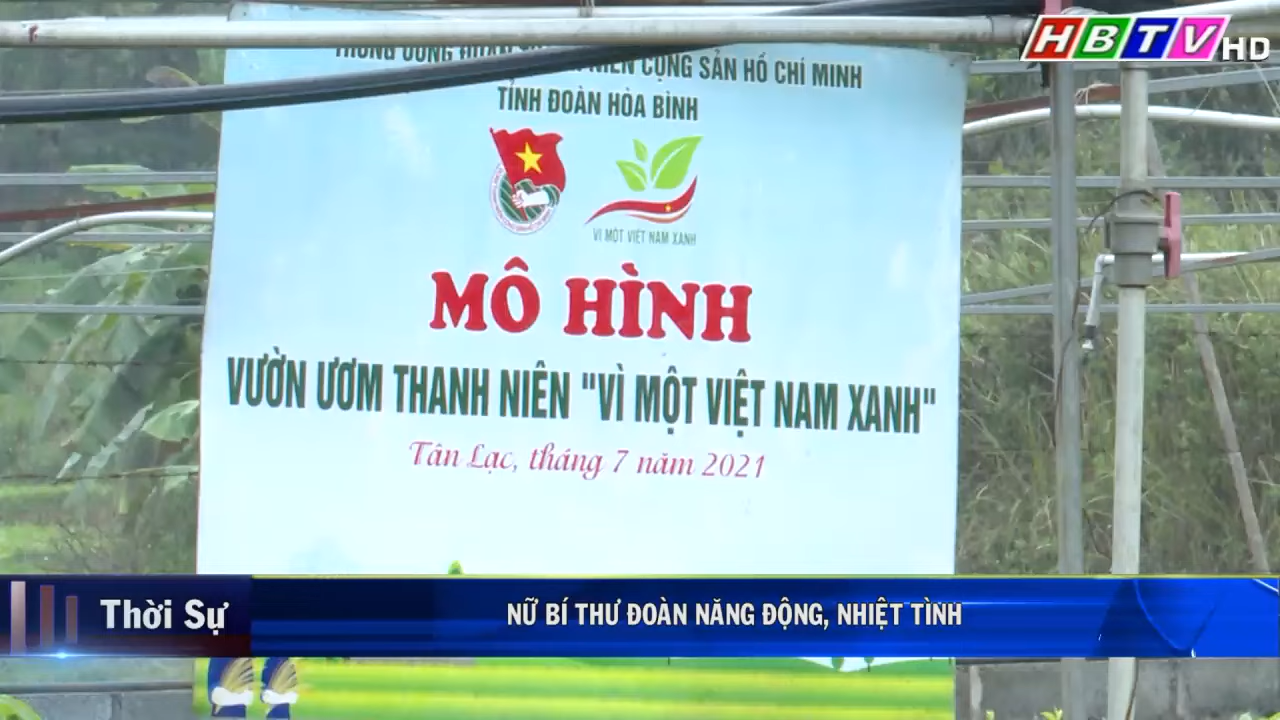 HBTV HD
NIÊN CỘNG SẢN HỒ CHÍ MINH
TỈNH ĐOÀN HÒA BÌNH
VÌ MỘT VIỆT NAM XANH
MÔ HÌNH
VƯỜN ƯƠM THANH NIÊN "VÌ MỘT VIỆT NAM XANH"
Tân Lạc, tháng 7 năm 2021
Thời Sự
NỮ BÍ THƯ ĐOÀN NĂNG ĐỘNG, NHIỆT TÌNH